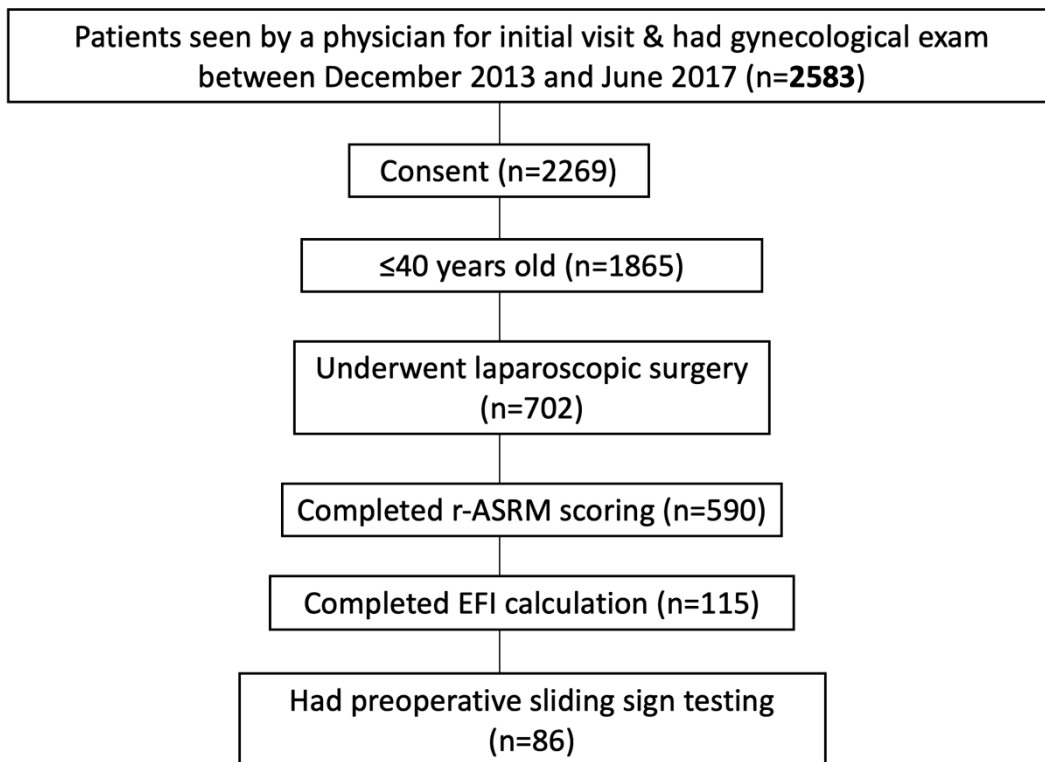 Patients seen by a physician for initial visit & had gynecological exam
between December 2013 and June 2017 (n=2583)
Consent (n=2269)
≤40 years old (n=1865)
Underwent laparoscopic surgery
(n=702)
Completed r-ASRM scoring (n=590)
Completed EFI calculation (n=115)
Had preoperative sliding sign testing
(n=86)